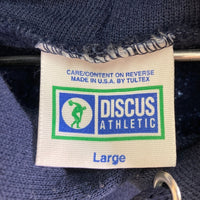 CARE/CONTENT ON REVERSE
MADE IN U.S.A. BY TULTEX
DISCUS
ATHLETIC
Large